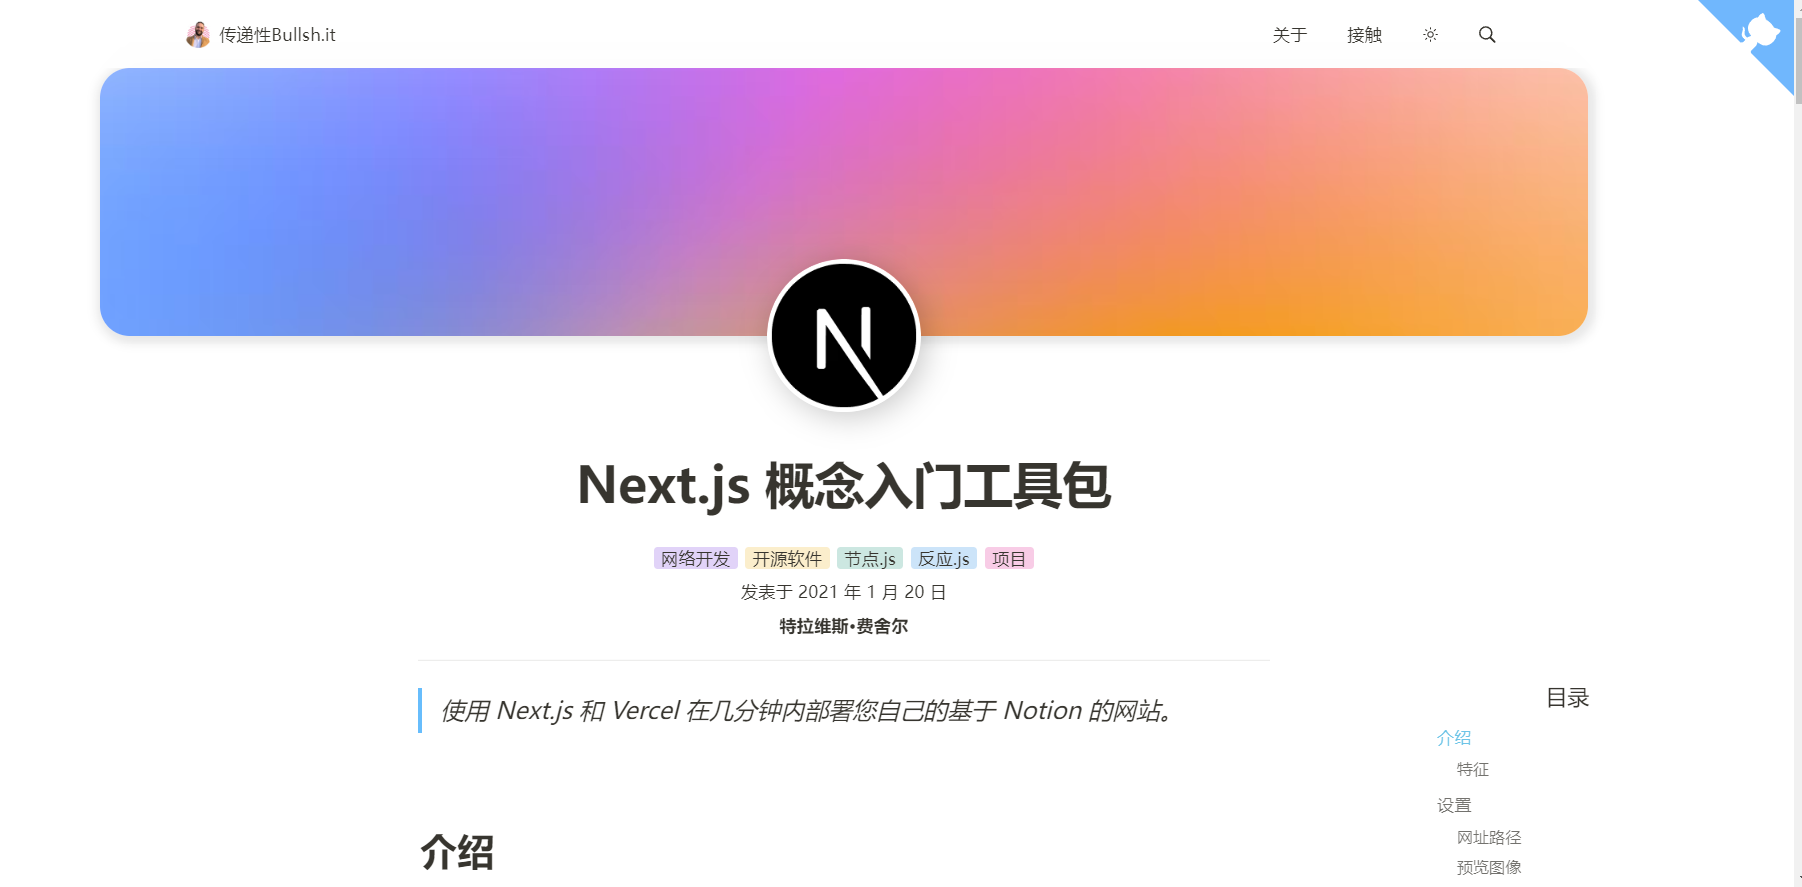 传递性Bullsh.it
关于 接触
Next.js 概念入门工具包
网络开发 开源软件 节点.js 反应.js 项目
发表于 2021 年 1 月 20 日
特拉维斯·费舍尔
使用 Next.js 和 Vercel 在几分钟内部署您自己的基于 Notion 的网站。
介绍
目录
介绍
特征
设置
网址路径
预览图像